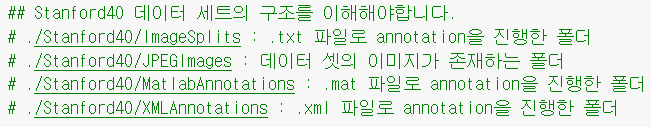 ## Stanford40 데이터 세트의 구조를 이해해야합니다.
# ./Stanford40/ImageSplits : .txt 파일로 annotation을 진행한 폴더
# ./Stanford40/JPEGImages : 데이터 셋의 이미지가 존재하는 폴더
# ./Stanford40/MatlabAnnotations : .mat 파일로 annotation을 진행한 폴더
# ./Stanford40/XMLAnnotations : .xml 파일로 annotation을 진행한 폴더